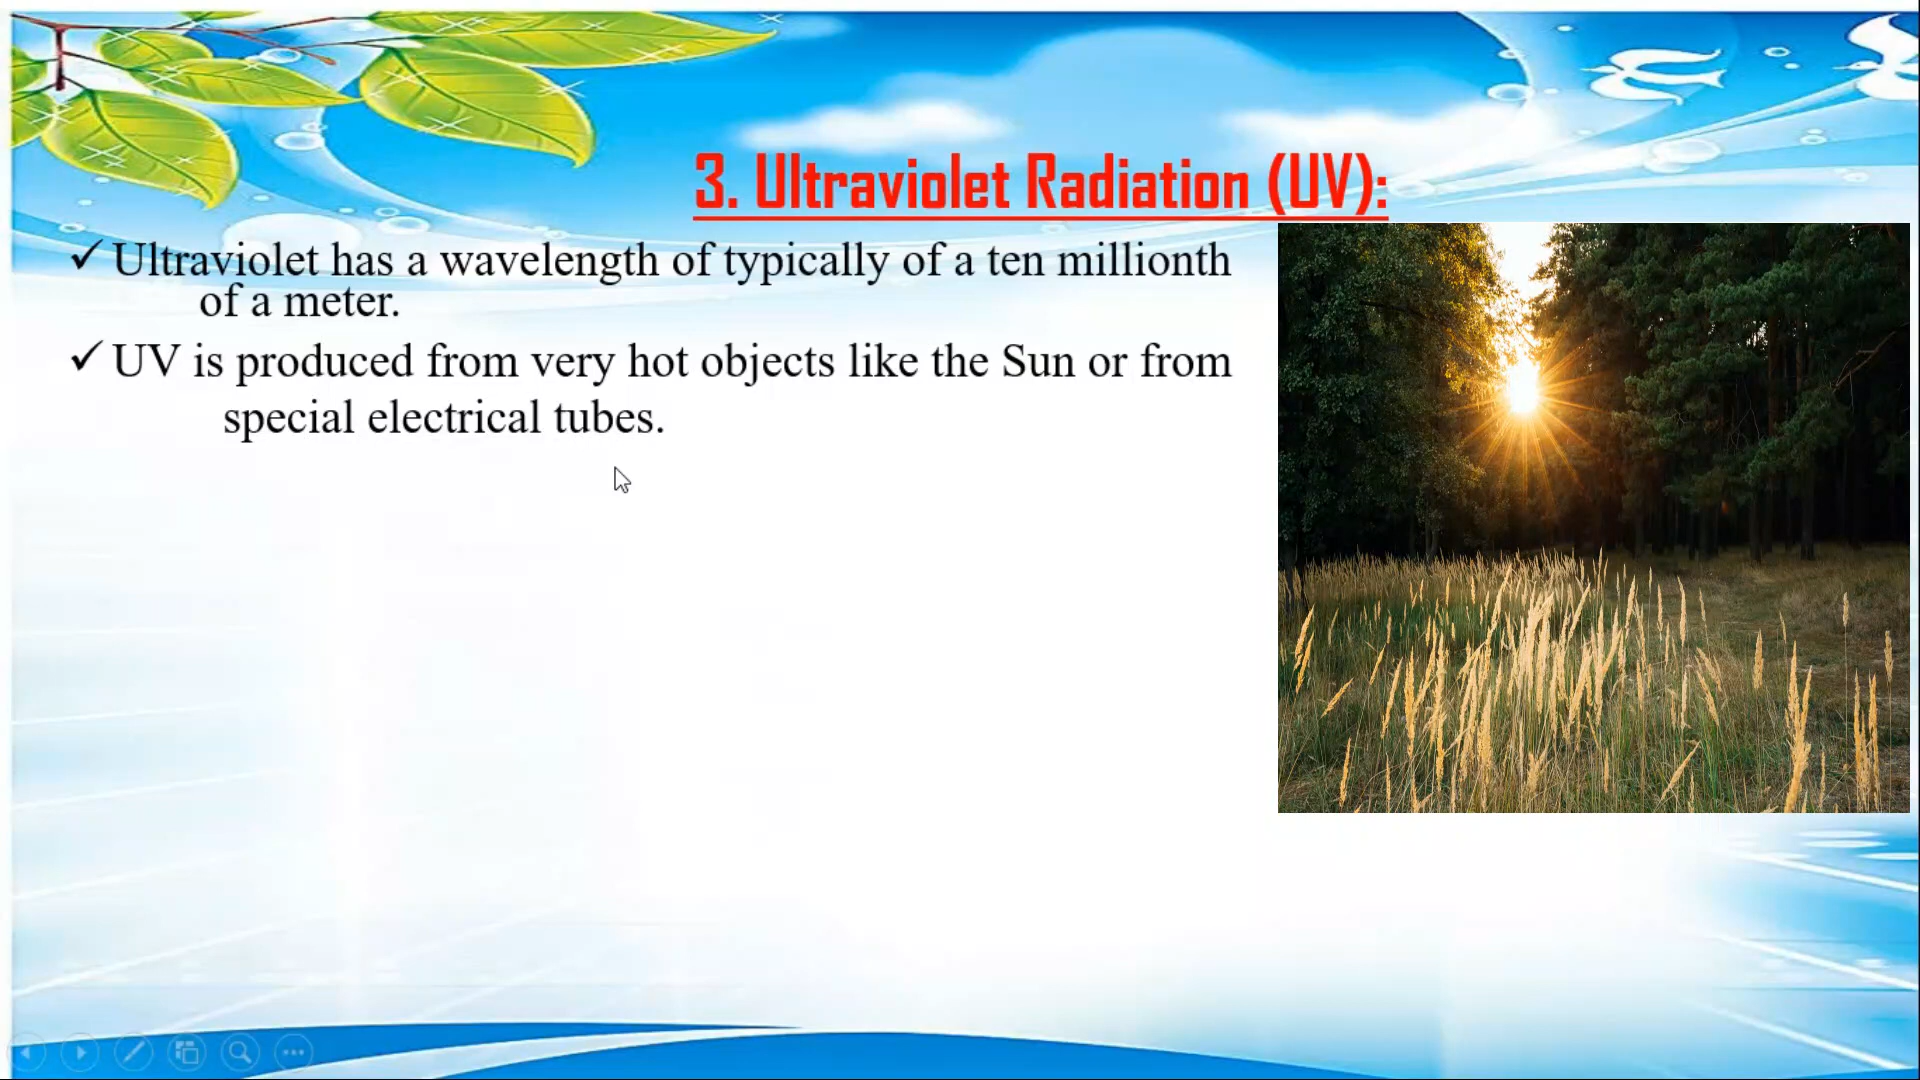 3. Ultraviolet Radiation (UV):
✓ Ultraviolet has a wavelength of typically of a ten millionth
of a meter.
✓ UV is produced from very hot objects like the Sun or from
special electrical tubes.